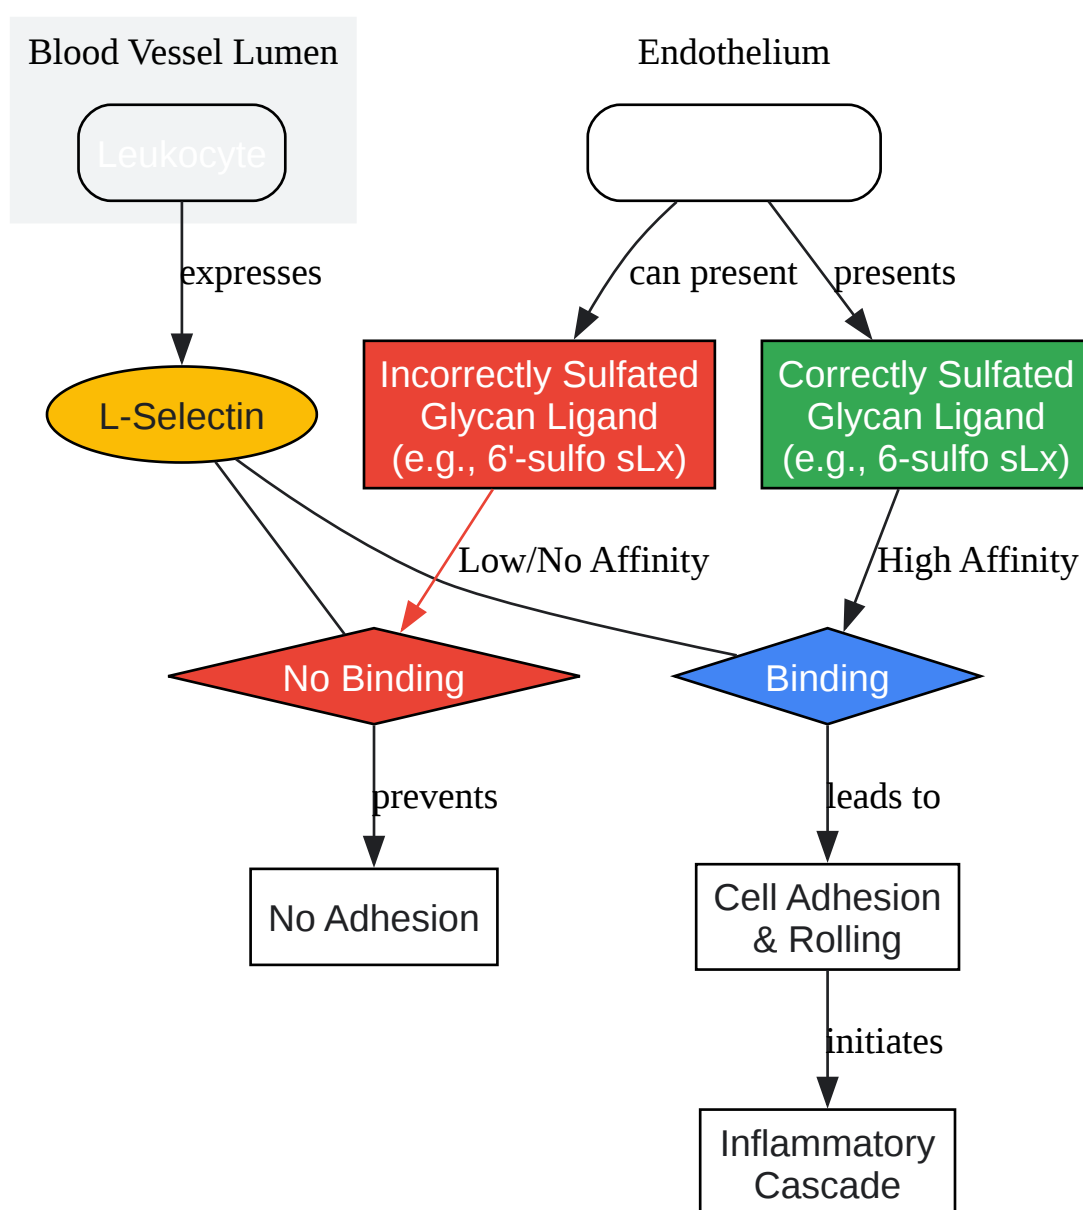 Blood Vessel Lumen
Endothelium
Leukocyte
expresses
can present
presents
L-Selectin
Incorrectly Sulfated
Glycan Ligand
(e.g., 6'-sulfo sLx)
Correctly Sulfated
Glycan Ligand
(e.g., 6-sulfo sLx)
Low/No Affinity
High Affinity
No Binding
Binding
prevents
leads to
No Adhesion
Cell Adhesion
& Rolling
initiates
Inflammatory
Cascade